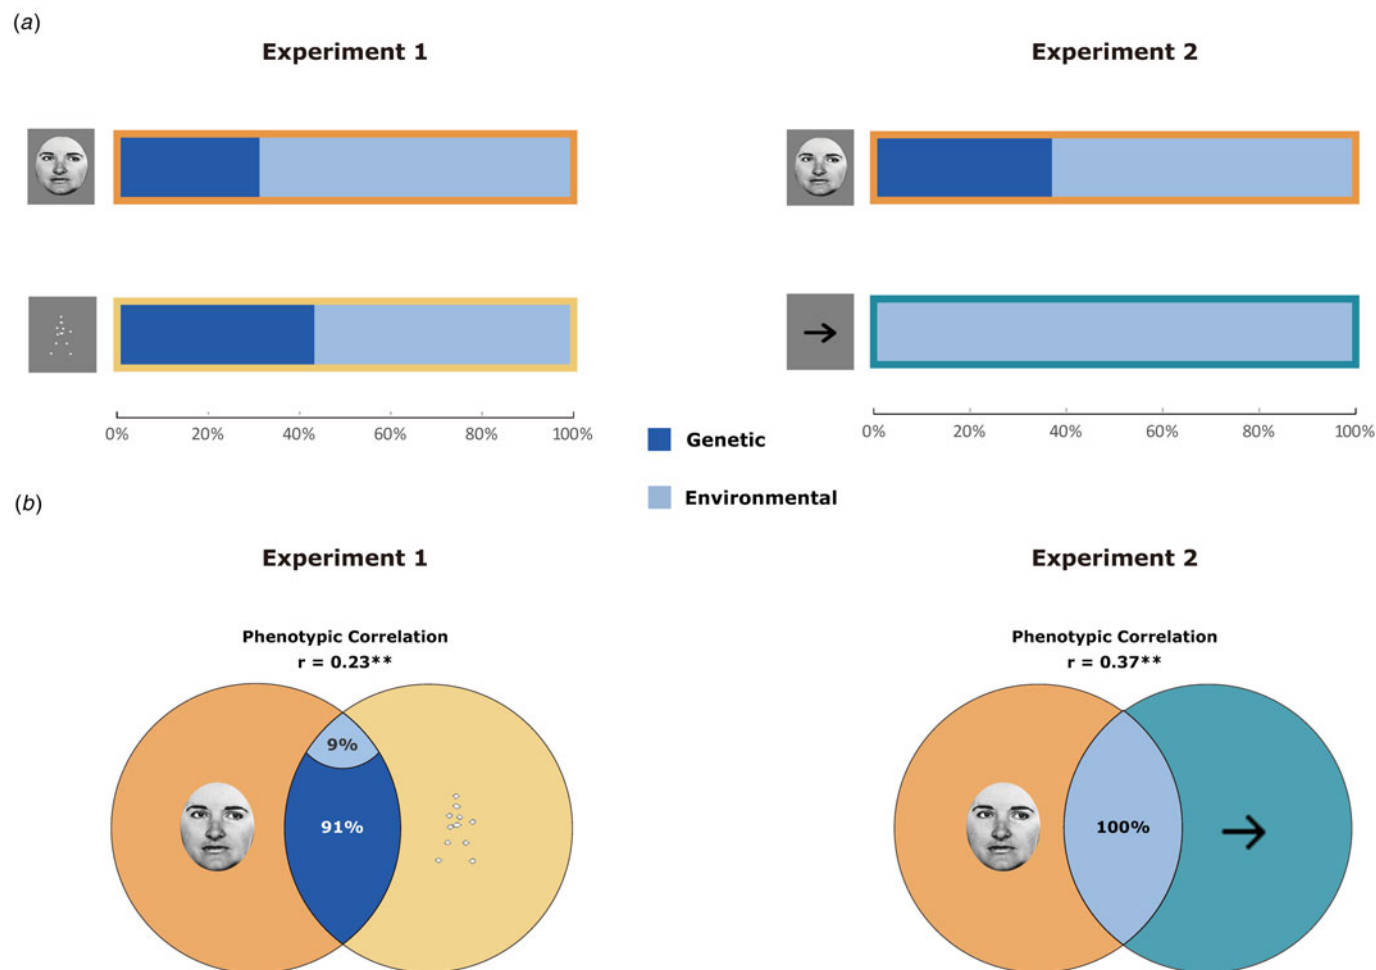 (a)
Experiment 1
Experiment 2
0% 20% 40% 60% 80% 100%
0% 20% 40% 60% 80% 100%
Genetic
Environmental
(b)
Experiment 1
Experiment 2
Phenotypic Correlation
r = 0.23**
Phenotypic Correlation
r = 0.37**
9%
91%
100%